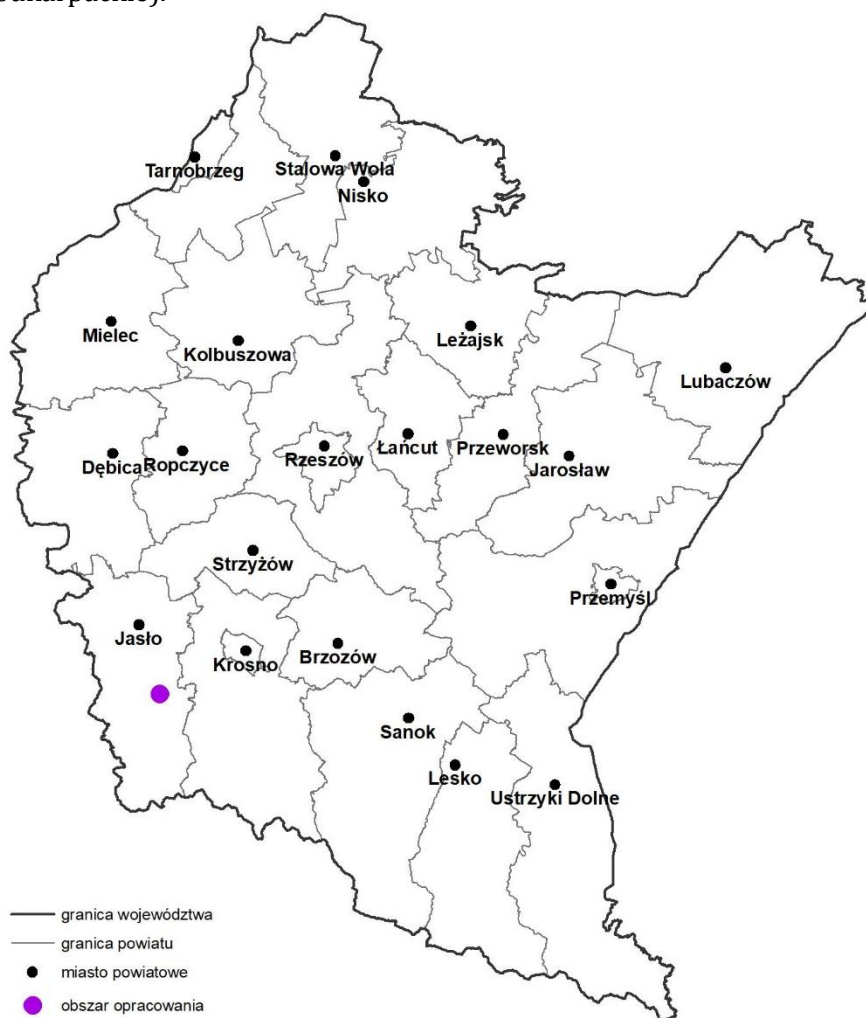 Tarnobrzeg
Stalowa Wola
Nisko
Mielec
Kolbuszowa
Leżajsk
Lubaczów
Dębica
Ropczyce
Rzeszów
Łańcut
Przeworsk
Jarosław
Strzyżów
Przemyśl
Jasło
Krosno
Brzozów
Sanok
Lesko
Ustrzyki Dolne
granica województwa
granica powiatu
miasto powiatowe
obszar opracowania